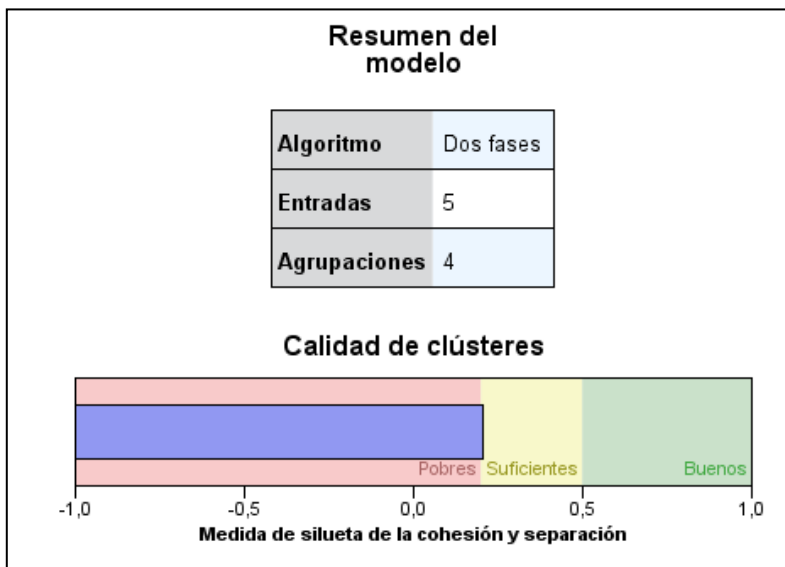 Resumen del
modelo
Algoritmo Dos fases
Entradas 5
Agrupaciones 4
Calidad de clústeres
Pobres Suficientes Buenos
-1,0 -0,5 0,0 0,5 1,0
Medida de silueta de la cohesión y separación